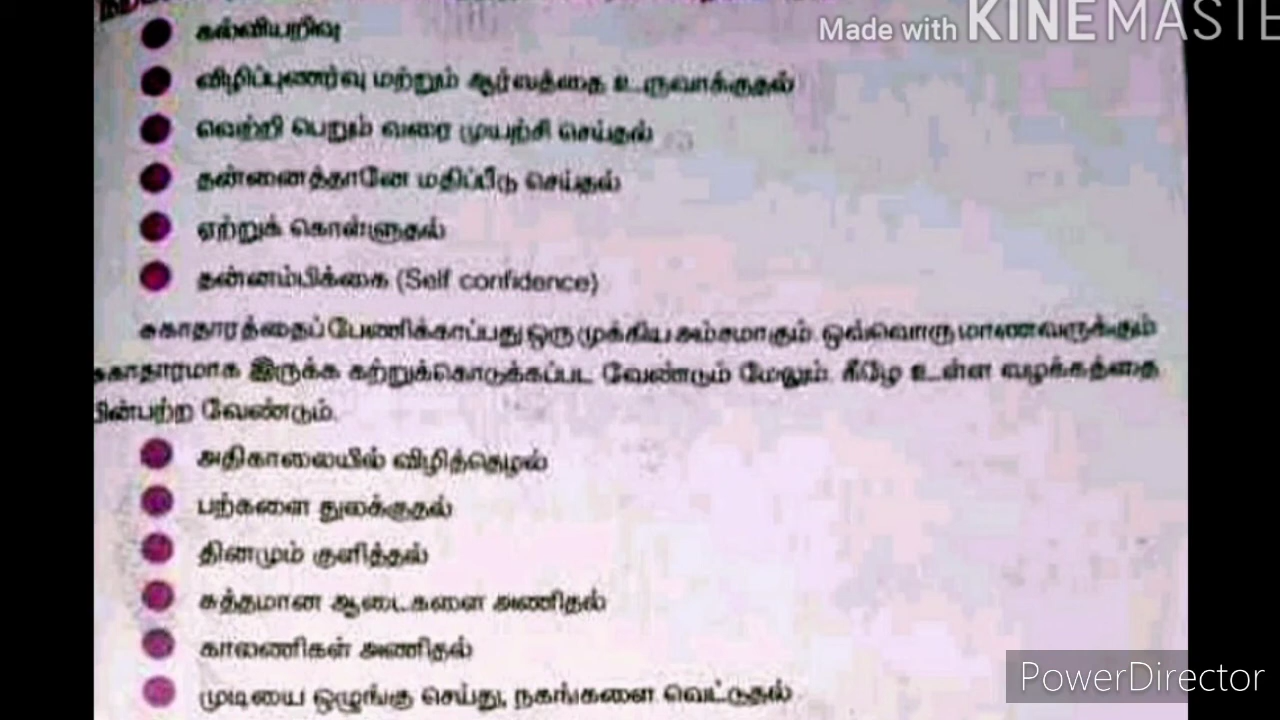 Made with KINEMASTE
கல்வியறிவு
விழிப்புணர்வு மற்றும் ஆர்வத்தை உருவாக்குதல்
வெற்றி பெறும் வரை முயற்சி செய்தல்
தன்னைத்தானே மதிப்பீடு செய்தல்
ஏற்றுக் கொள்ளுதல்
தன்னம்பிக்கை (Self confidence)
சுகாதாரத்தைப் பேணிக்காப்பது ஒரு முக்கிய அம்சமாகும். ஒவ்வொரு மாணவருக்கும்
சுகாதாரமாக இருக்க கற்றுக்கொடுக்கப்பட வேண்டும் மேலும். கீழே உள்ள வழக்கத்தை
பின்பற்ற வேண்டும்.
அதிகாலையில் விழித்தெழல்
பற்களை துலக்குதல்
தினமும் குளித்தல்
சுத்தமான ஆடைகளை அணிதல்
காலணிகள் அணிதல்
முடியை ஒழுங்கு செய்து, நகங்களை வெட்டுதல்
PowerDirector